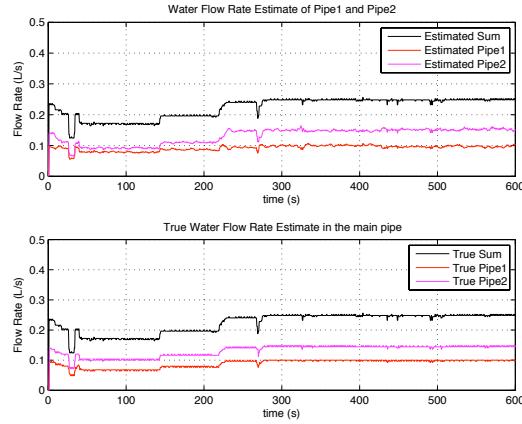 Water Flow Rate Estimate of Pipe1 and Pipe2
Flow Rate (L/s)
0.5
0.4
0.3
0.2
0.1
0
Estimated Sum
Estimated Pipe1
Estimated Pipe2
0 100 200 300 400 500 600
time (s)
True Water Flow Rate Estimate in the main pipe
Flow Rate (L/s)
0.5
0.4
0.3
0.2
0.1
0
True Sum
True Pipe1
True Pipe2
0 100 200 300 400 500 600
time (s)